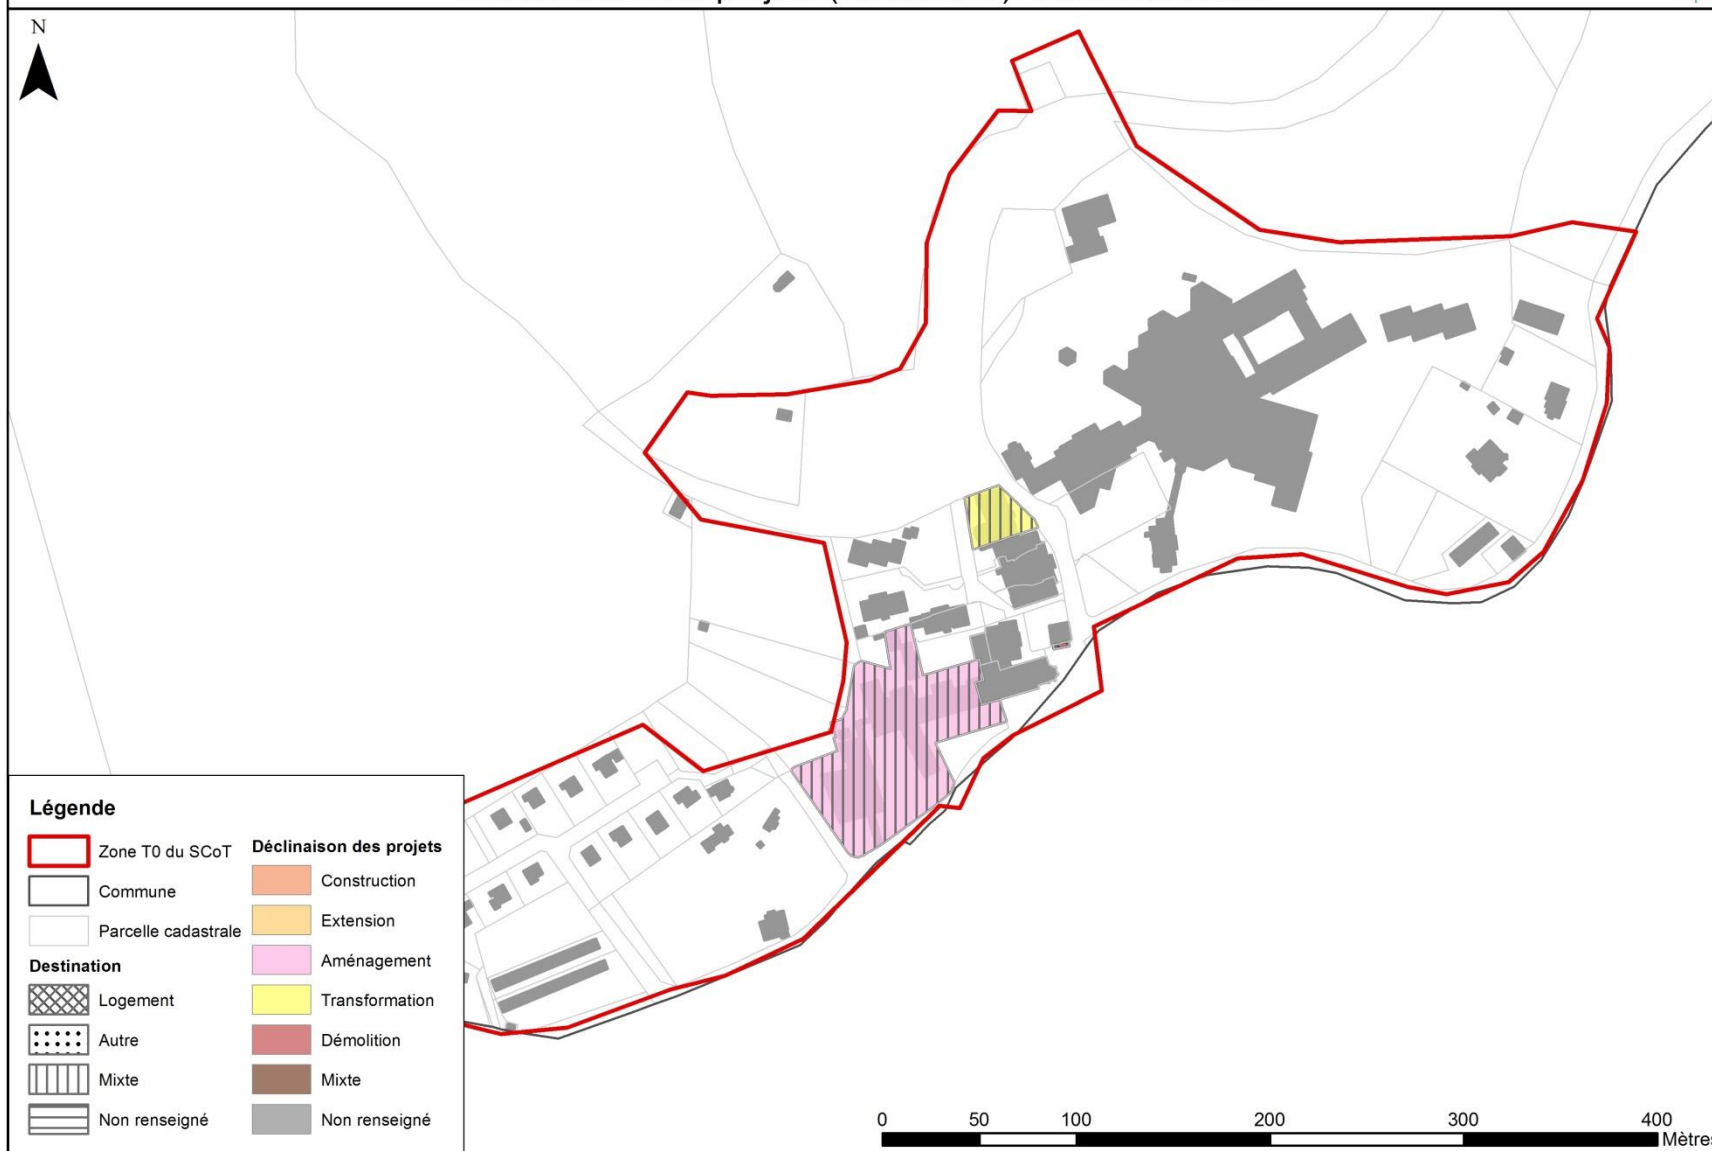 N
Légende
Zone T0 du SCoT
Commune
Parcelle cadastrale
Destination
Logement
Autre
Mixte
Non renseigné
Déclinaison des projets
Construction
Extension
Aménagement
Transformation
Démolition
Mixte
Non renseigné
0 50 100 200 300 400
Mètres